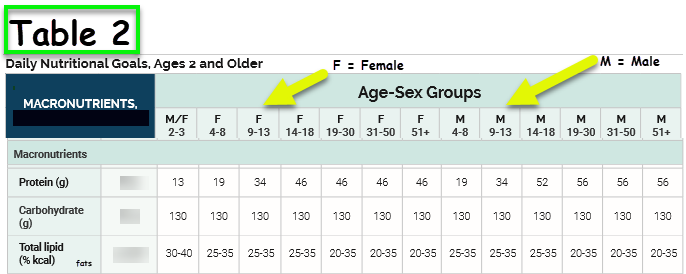 Table 2
Daily Nutritional Goals, Ages 2 and Older F = Female M = Male
MACRONUTRIENTS,
Age-Sex Groups
M/F 2-3 F 4-8 F 9-13 F 14-18 F 19-30 F 31-50 F 51+ M 4-8 M 9-13 M 14-18 M 19-30 M 31-50 M 51+
Macronutrients
Protein (g) 13 19 34 46 46 46 46 19 34 52 56 56 56
Carbohydrate (g) 130 130 130 130 130 130 130 130 130 130 130 130 130
Total lipid (% kcal) fats 30-40 25-35 25-35 25-35 20-35 20-35 20-35 25-35 25-35 25-35 20-35 20-35 20-35